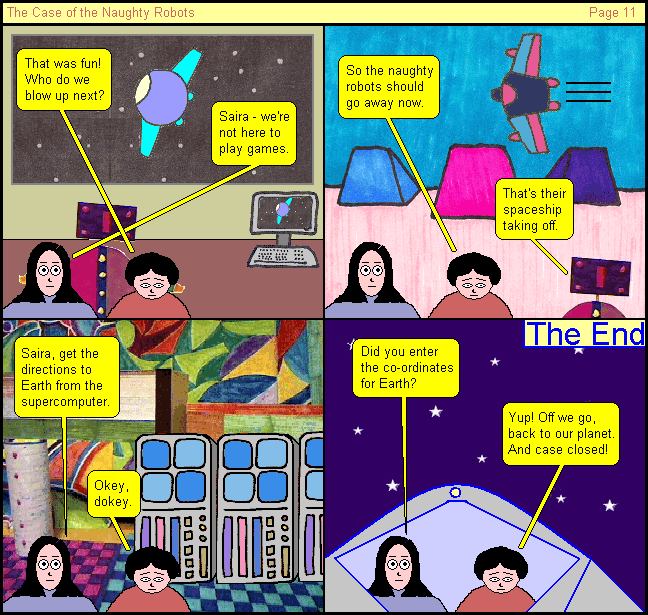 The Case of the Naughty Robots
Page 11
That was fun!
Who do we
blow up next?
Saira - we're
not here to
play games.
So the naughty
robots should
go away now.
That's their
spaceship
taking off.
Saira, get the
directions to
Earth from the
supercomputer.
Okey,
dokey.
The End
Did you enter
the co-ordinates
for Earth?
Yup! Off we go,
back to our planet.
And case closed!